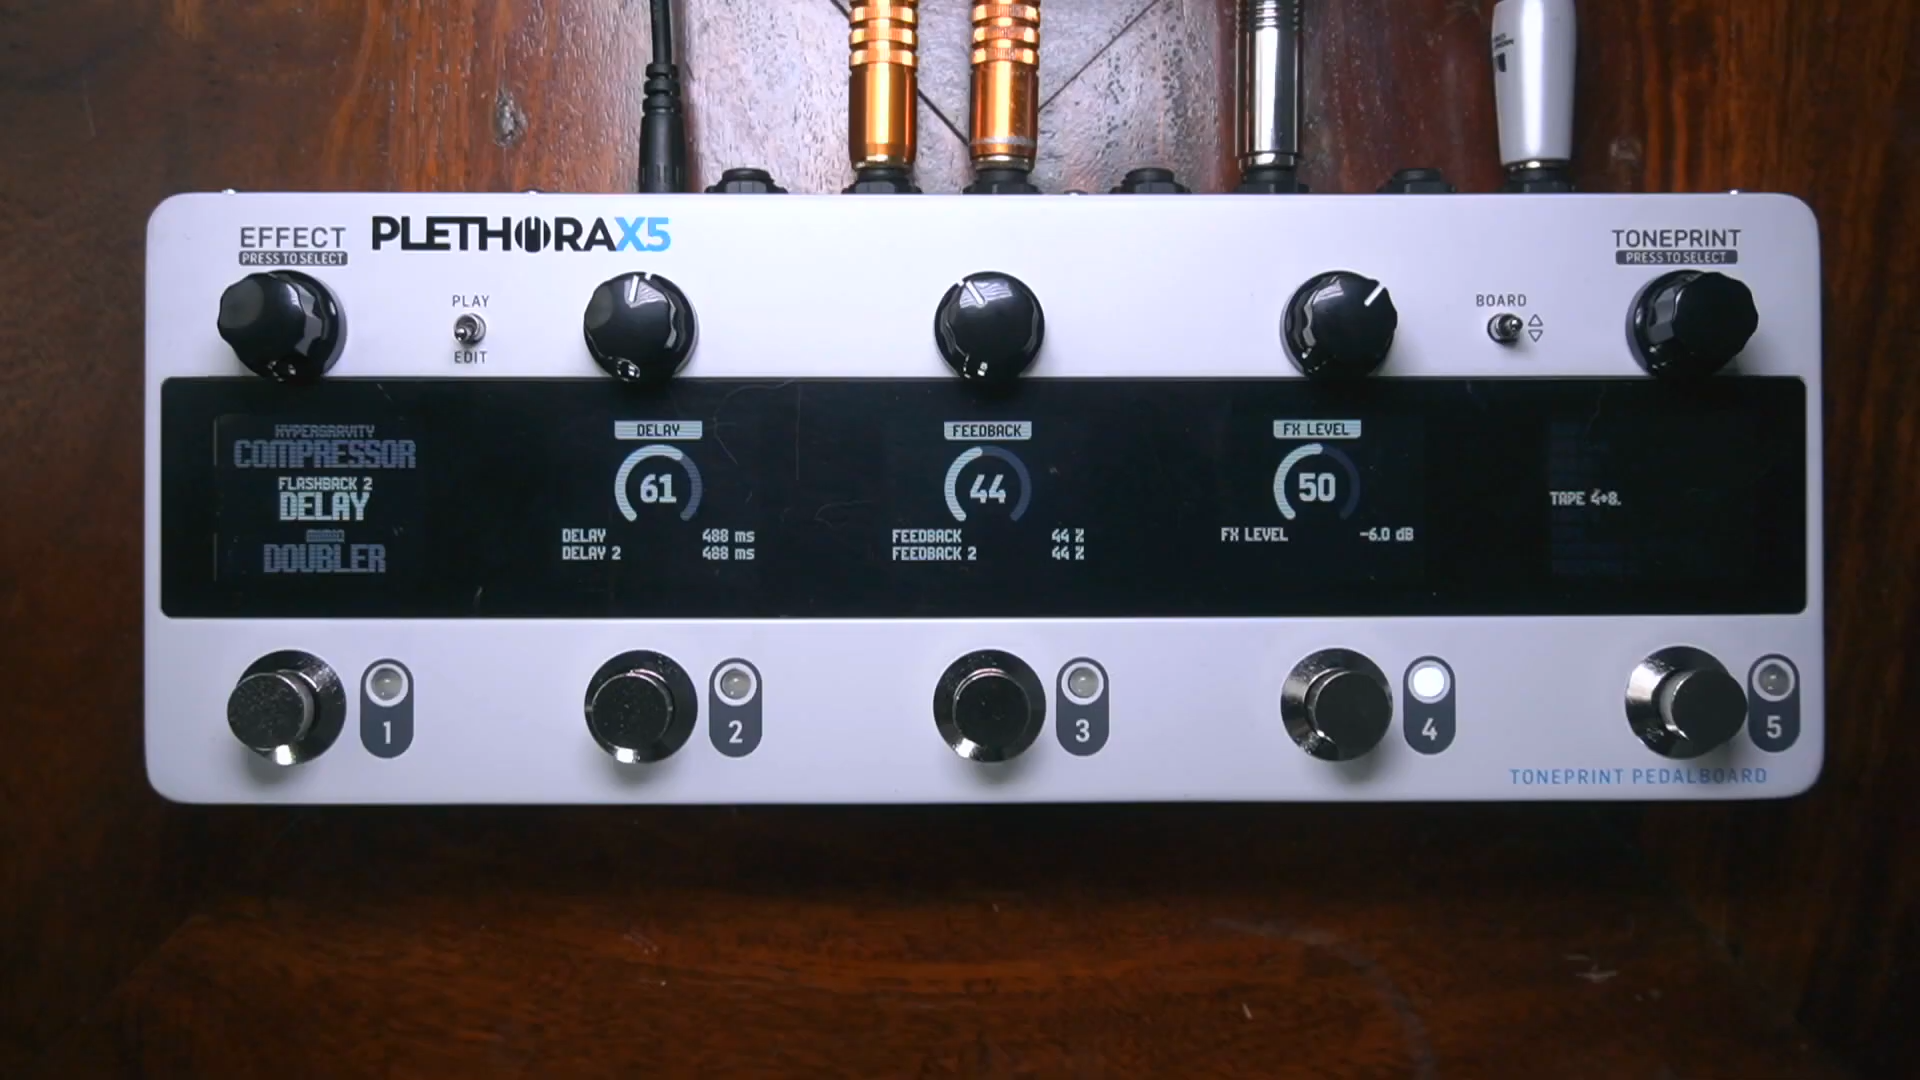 EFFECT
PRESS TO SELECT
PLETHORAX5
TONEPRINT
PRESS TO SELECT
PLAY
EDIT
BOARD
HYPERGARVITY
COMPRESSOR
FLASHBACK 2
DELAY
MIMIQ
DOUBLER
DELAY
61
DELAY 488 ms
DELAY 2 488 ms
FEEDBACK
44
FEEDBACK 44 %
FEEDBACK 2 44 %
FX LEVEL
50
FX LEVEL -6.0 dB
TAPE 4+8.
1
2
3
4
5
TONEPRINT PEDALBOARD